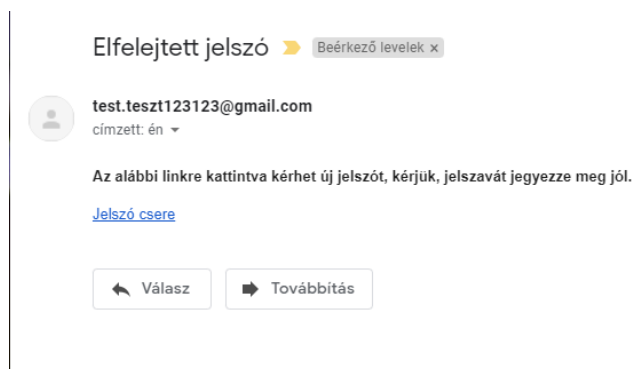 Elfelejtett jelszó Beérkező levelek x
test.teszt123123@gmail.com
címzett: én
Az alábbi linkre kattintva kérhet új jelszót, kérjük, jelszavát jegyezze meg jól.
Jelszó csere
Válasz Továbbítás